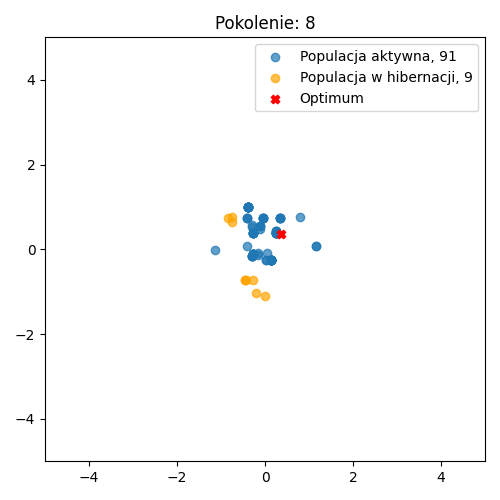 Pokolenie: 8
Populacja aktywna, 91
Populacja w hibernacji, 9
Optimum
4
2
0
−2
−4
−4 −2 0 2 4